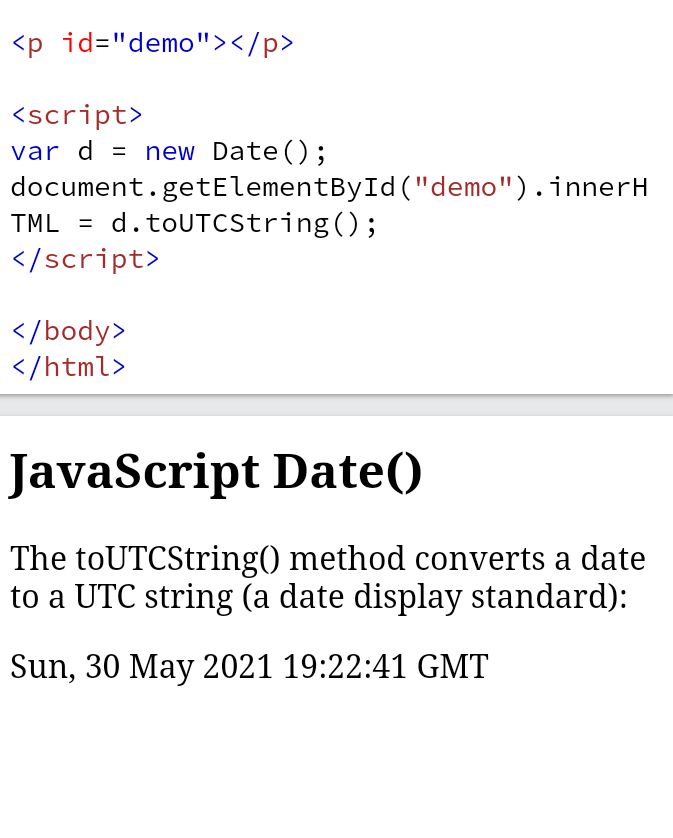 <p id="demo"></p>
<script>
var d = new Date();
document.getElementById("demo").innerH
TML = d.toUTCString();
</script>
</body>
</html>
JavaScript Date()
The toUTCString() method converts a date
to a UTC string (a date display standard):
Sun, 30 May 2021 19:22:41 GMT